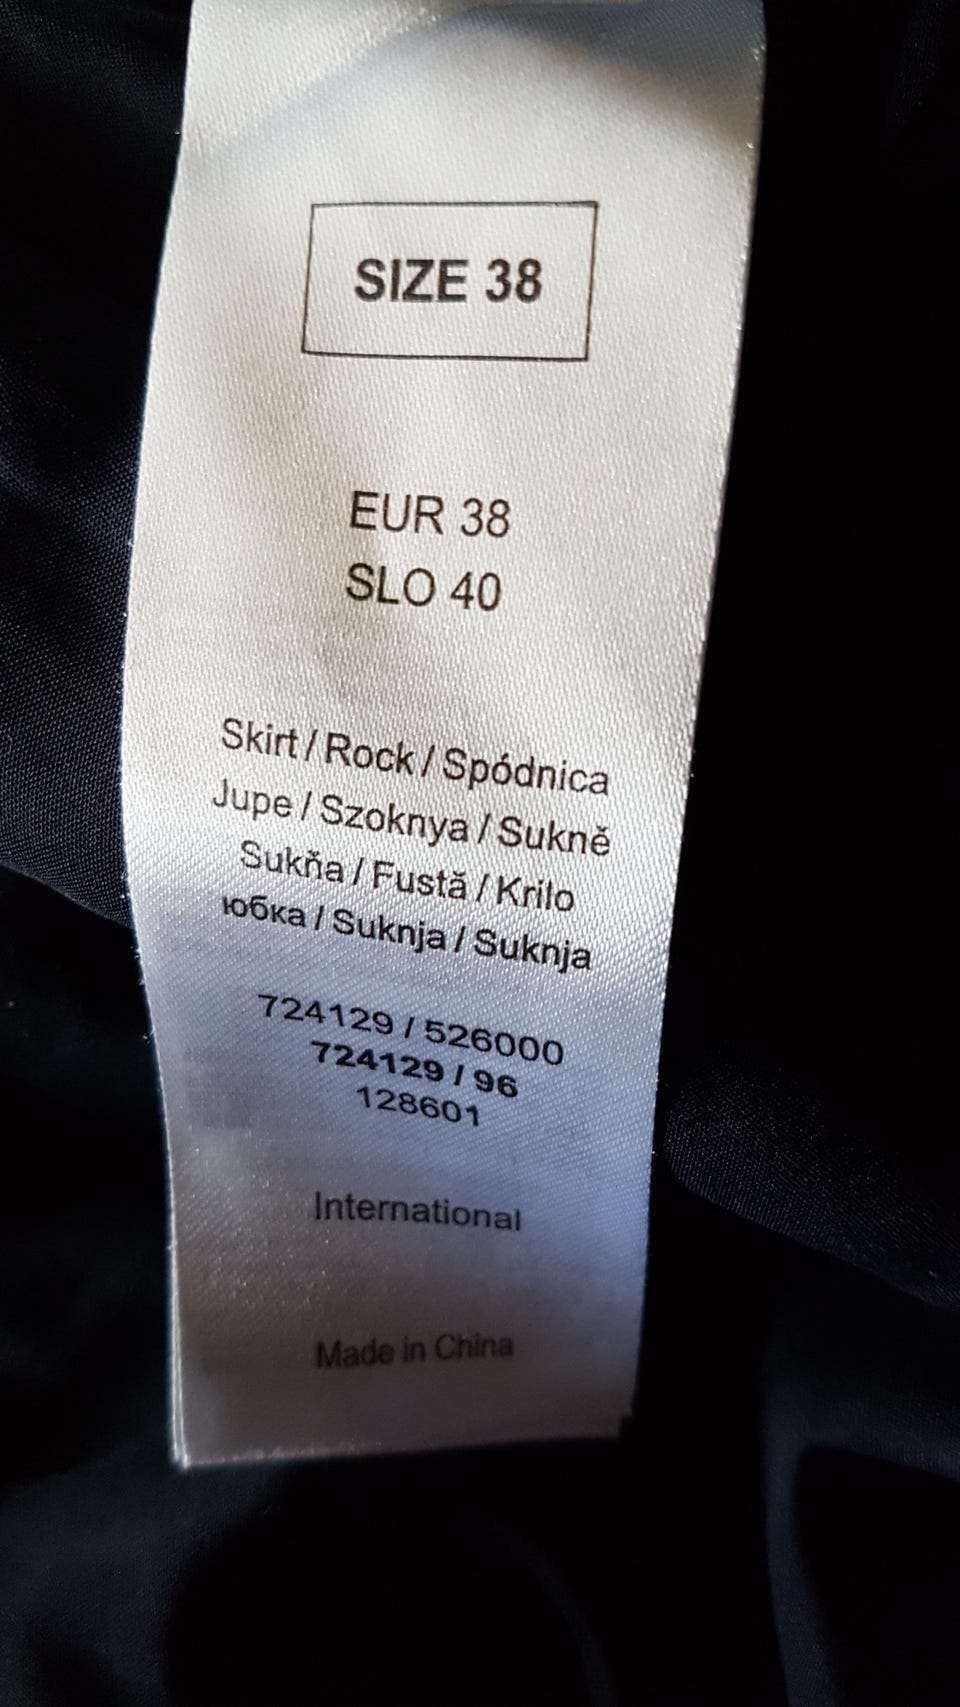 SIZE 38
EUR 38
SLO 40
Skirt / Rock / Spódnica
Jupe / Szoknya / Sukně
Sukňa / Fustă / Krilo
юбка / Suknja / Suknja
724129 / 526000
724129 / 96
128601
International
Made in China